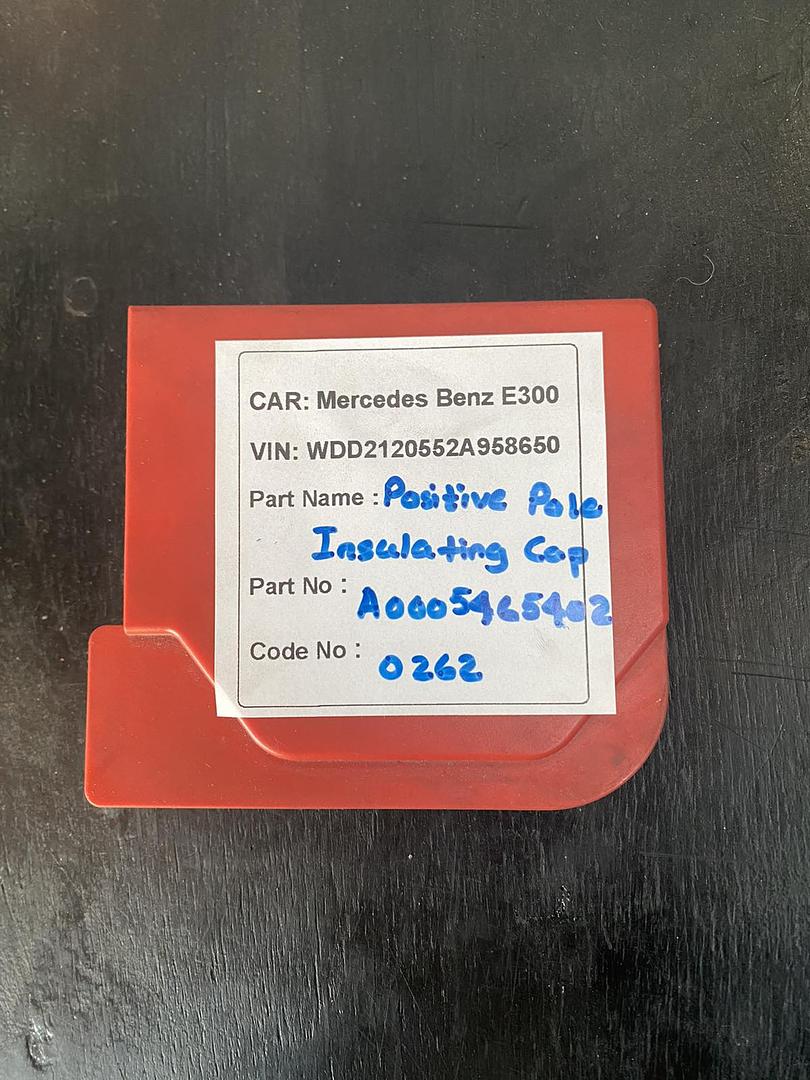 CAR: Mercedes Benz E300
VIN: WDD2120552A958650
Part Name : Positive Pole
Insulating Cap
Part No :
A0005465402
Code No :
0262